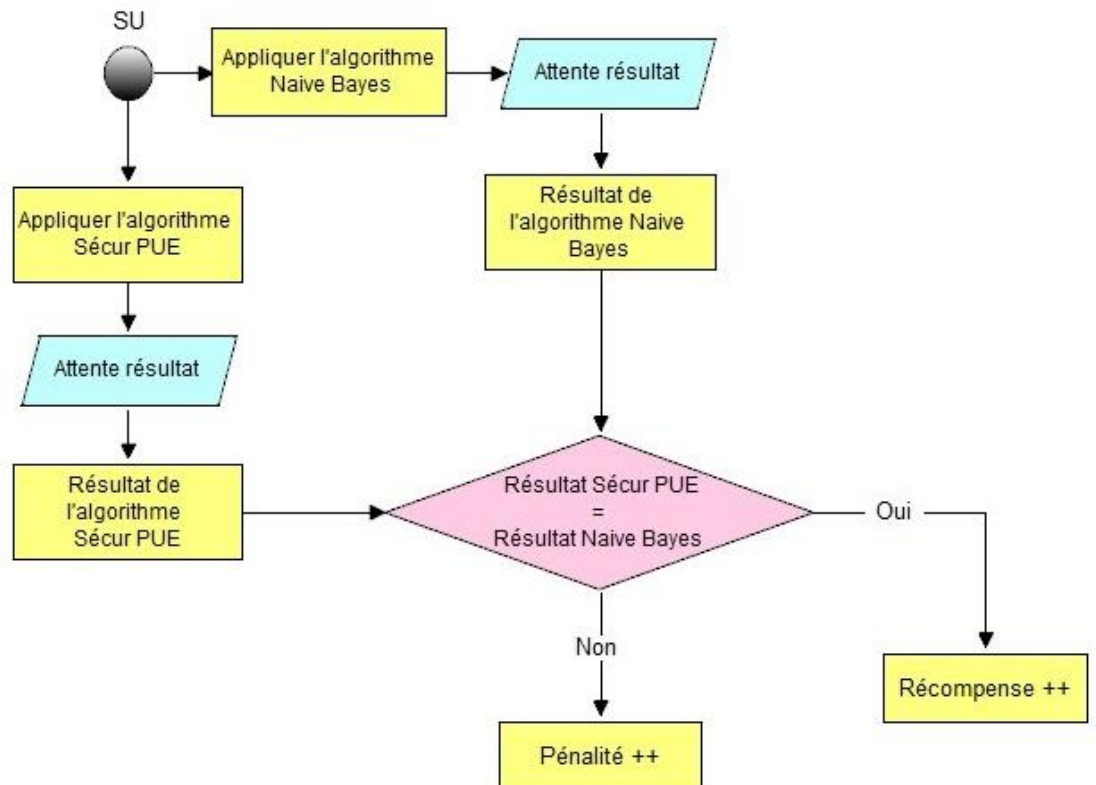 SU
Appliquer l'algorithme
Naive Bayes
Attente résultat
Appliquer l'algorithme
Sécur PUE
Résultat de
l'algorithme Naive
Bayes
Attente résultat
Résultat de
l'algorithme
Sécur PUE
Résultat Sécur PUE
=
Résultat Naive Bayes
Oui
Non
Récompense ++
Pénalité ++